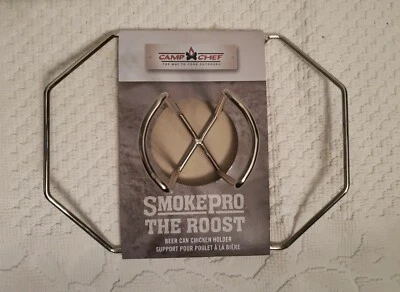 CAMP CHEF
THE WAY TO COOK OUTDOORS
SMOKEPRO
THE ROOST
BEER CAN CHICKEN HOLDER
SUPPORT POUR POULET À LA BIÈRE